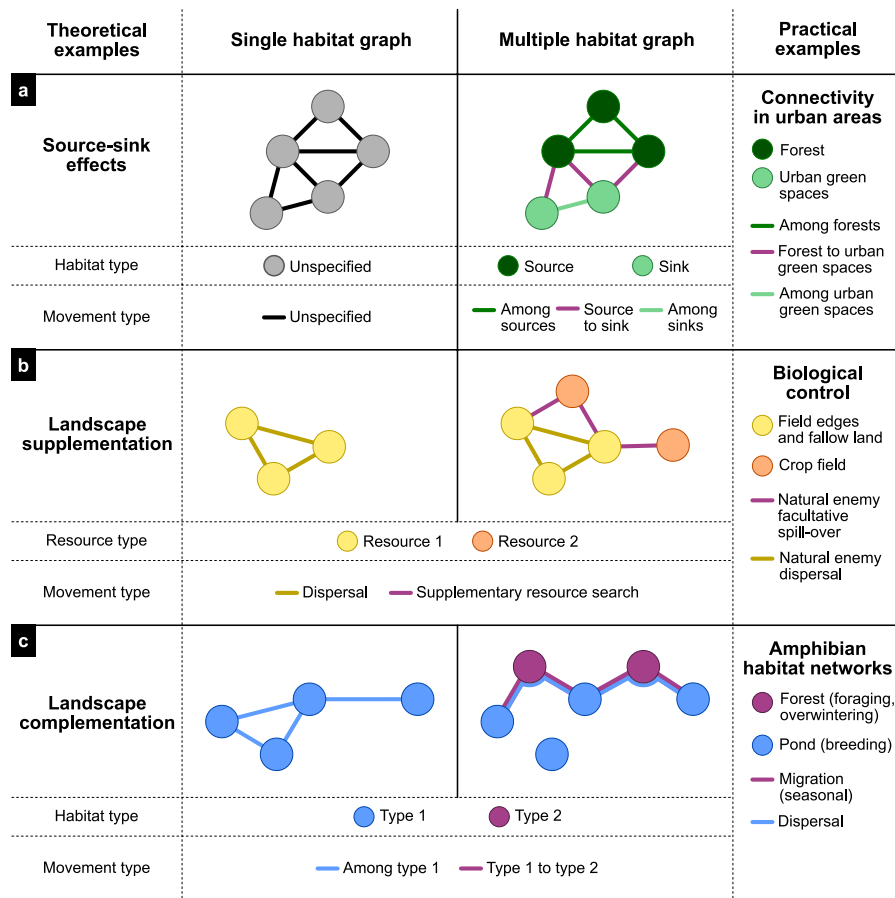 Theoretical
examples
Single habitat graph
Multiple habitat graph
Practical
examples
a
Source-sink
effects
Connectivity
in urban areas
Forest
Urban green
spaces
Among forests
Forest to urban
green spaces
Among urban
green spaces
Habitat type
Unspecified
Source
Sink
Movement type
Unspecified
Among
sources
Source
to sink
Among
sinks
b
Landscape
supplementation
Biological
control
Field edges
and fallow land
Crop field
Natural enemy
facultative
spill-over
Natural enemy
dispersal
Resource type
Resource 1
Resource 2
Movement type
Dispersal
Supplementary resource search
c
Landscape
complementation
Amphibian
habitat networks
Forest (foraging,
overwintering)
Pond (breeding)
Migration
(seasonal)
Dispersal
Habitat type
Type 1
Type 2
Movement type
Among type 1
Type 1 to type 2